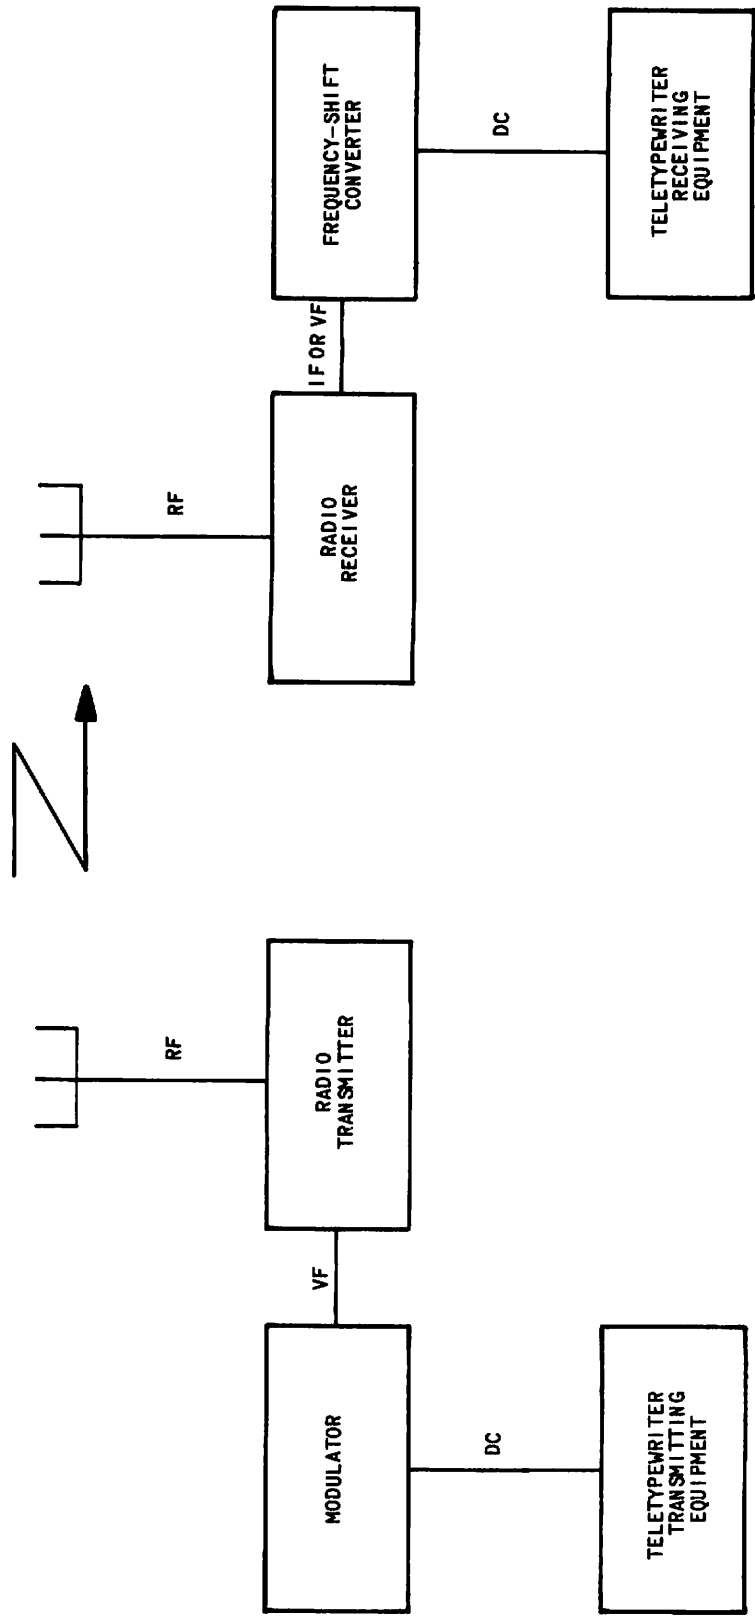 RF
RF
MODULATOR
VF
RADIO
TRANSMITTER
RADIO
RECEIVER
IF OR VF
FREQUENCY-SHIFT
CONVERTER
DC
DC
TELETYPEWRITER
TRANSMITTING
EQUIPMENT
TELETYPEWRITER
RECEIVING
EQUIPMENT